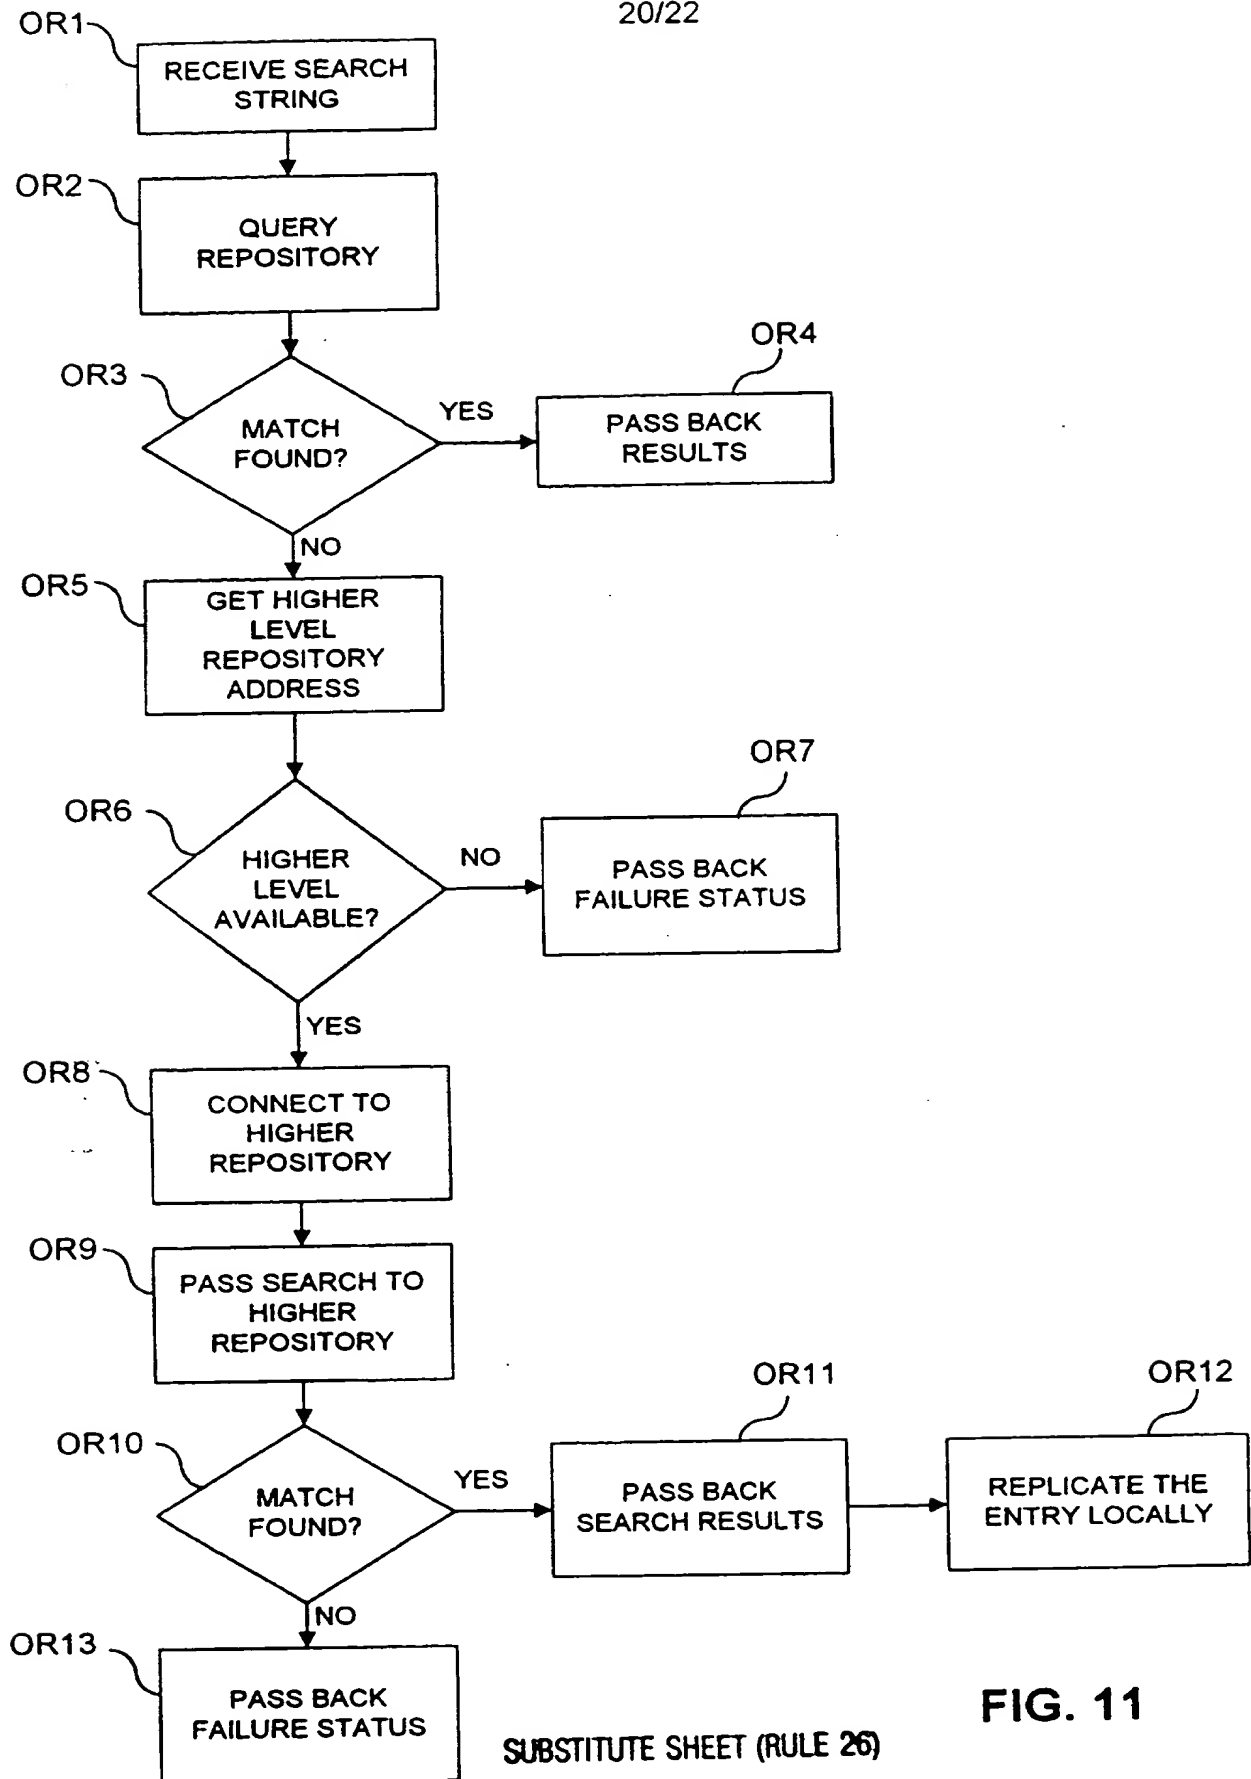 20/22
OR1
RECEIVE SEARCH
STRING
OR2
QUERY
REPOSITORY
OR3
MATCH
FOUND?
YES
OR4
PASS BACK
RESULTS
NO
OR5
GET HIGHER
LEVEL
REPOSITORY
ADDRESS
OR6
HIGHER
LEVEL
AVAILABLE?
NO
OR7
PASS BACK
FAILURE STATUS
YES
OR8
CONNECT TO
HIGHER
REPOSITORY
OR9
PASS SEARCH TO
HIGHER
REPOSITORY
OR10
MATCH
FOUND?
YES
OR11
PASS BACK
SEARCH RESULTS
OR12
REPLICATE THE
ENTRY LOCALLY
NO
OR13
PASS BACK
FAILURE STATUS
FIG. 11
SUBSTITUTE SHEET (RULE 26)